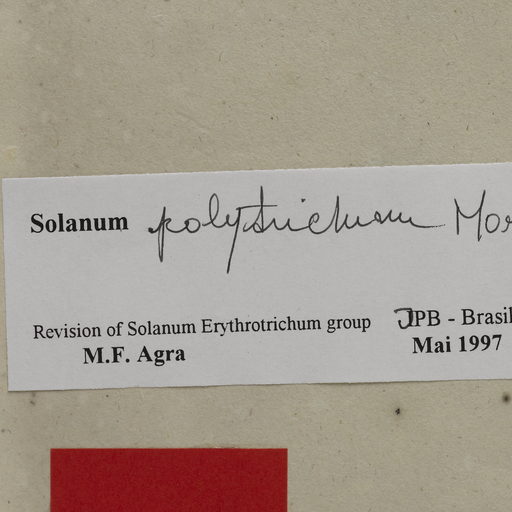 Solanum polytrichum Mor
Revision of Solanum Erythrotrichum group JPB - Brasil
M.F. Agra Mai 1997